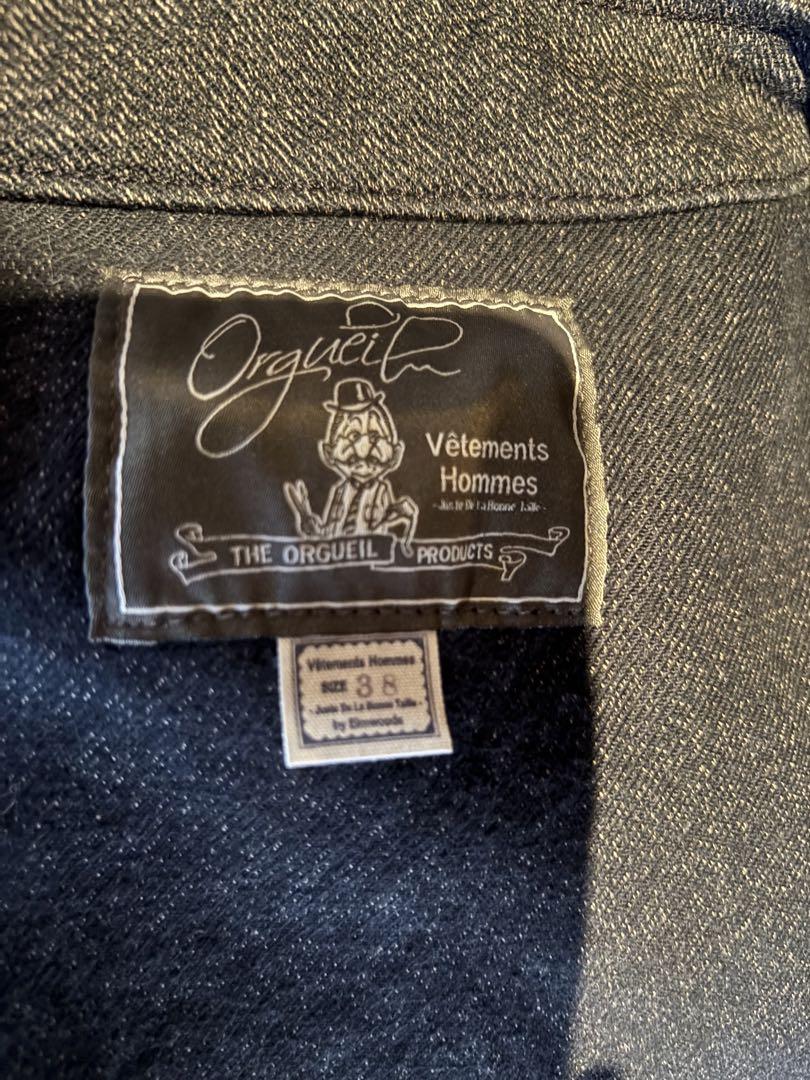 Orgueil
Vêtements
Hommes
- Juste De La Bonne Taille -
THE ORGUEIL PRODUCTS
Vêtements Hommes
SIZE 38
- Juste De La Bonne Taille -
by Elmwoods